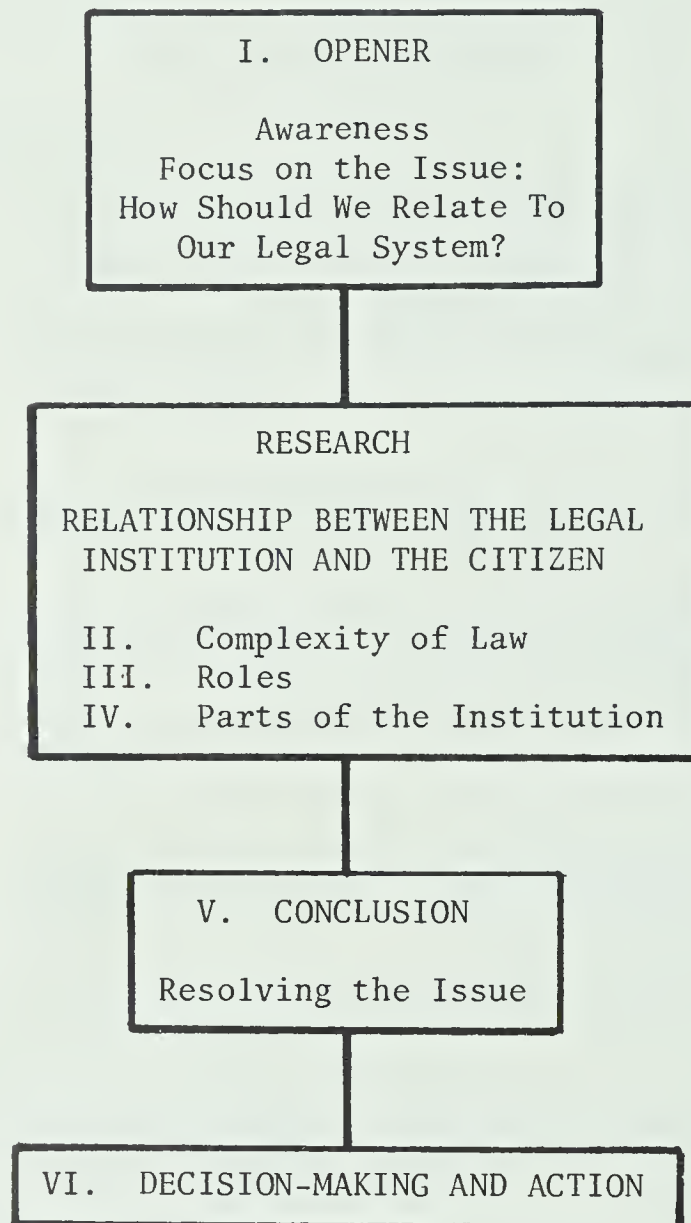 I. OPENER
Awareness
Focus on the Issue:
How Should We Relate To
Our Legal System?
RESEARCH
RELATIONSHIP BETWEEN THE LEGAL
INSTITUTION AND THE CITIZEN
II. Complexity of Law
III. Roles
IV. Parts of the Institution
V. CONCLUSION
Resolving the Issue
VI. DECISION-MAKING AND ACTION